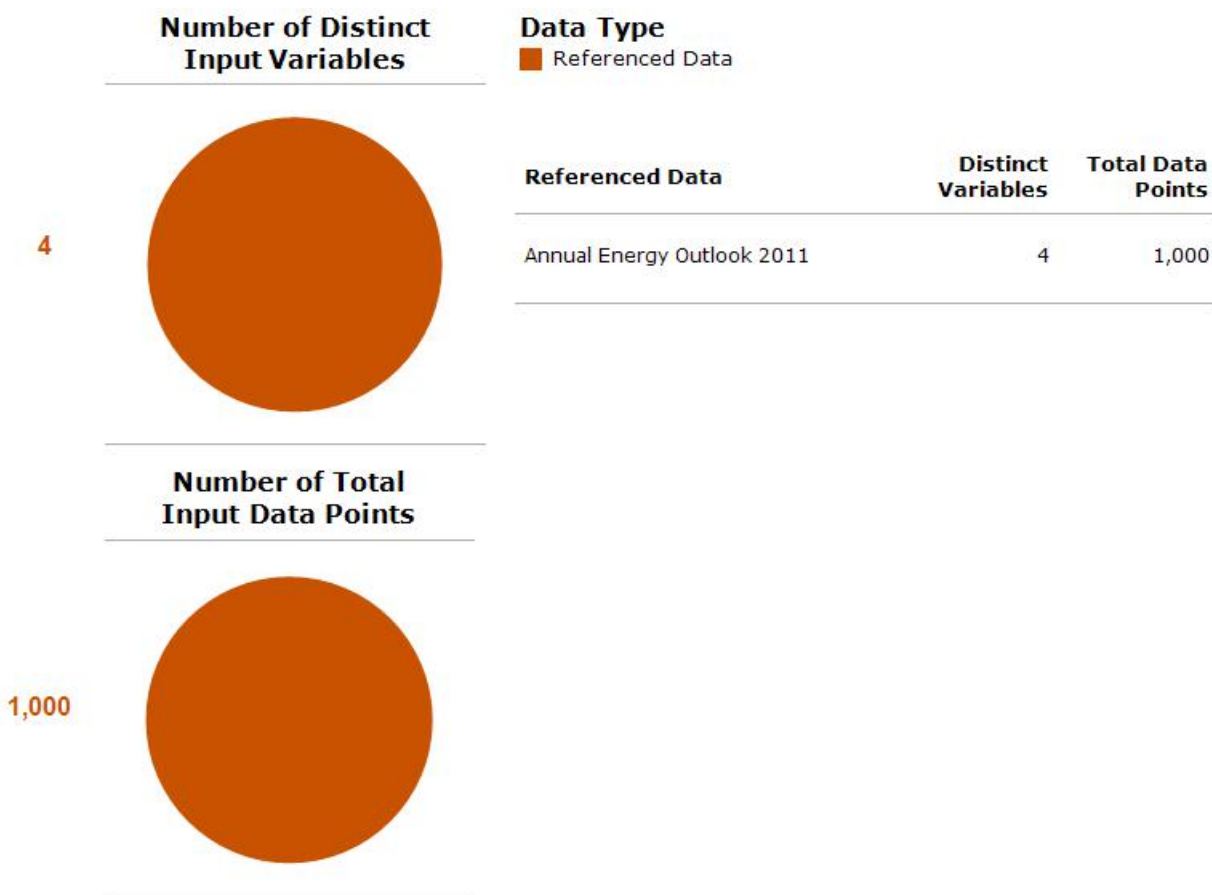 Number of Distinct
Input Variables
4
Data Type
Referenced Data
Referenced Data
Distinct
Variables
Total Data
Points
Annual Energy Outlook 2011
4
1,000
Number of Total
Input Data Points
1,000